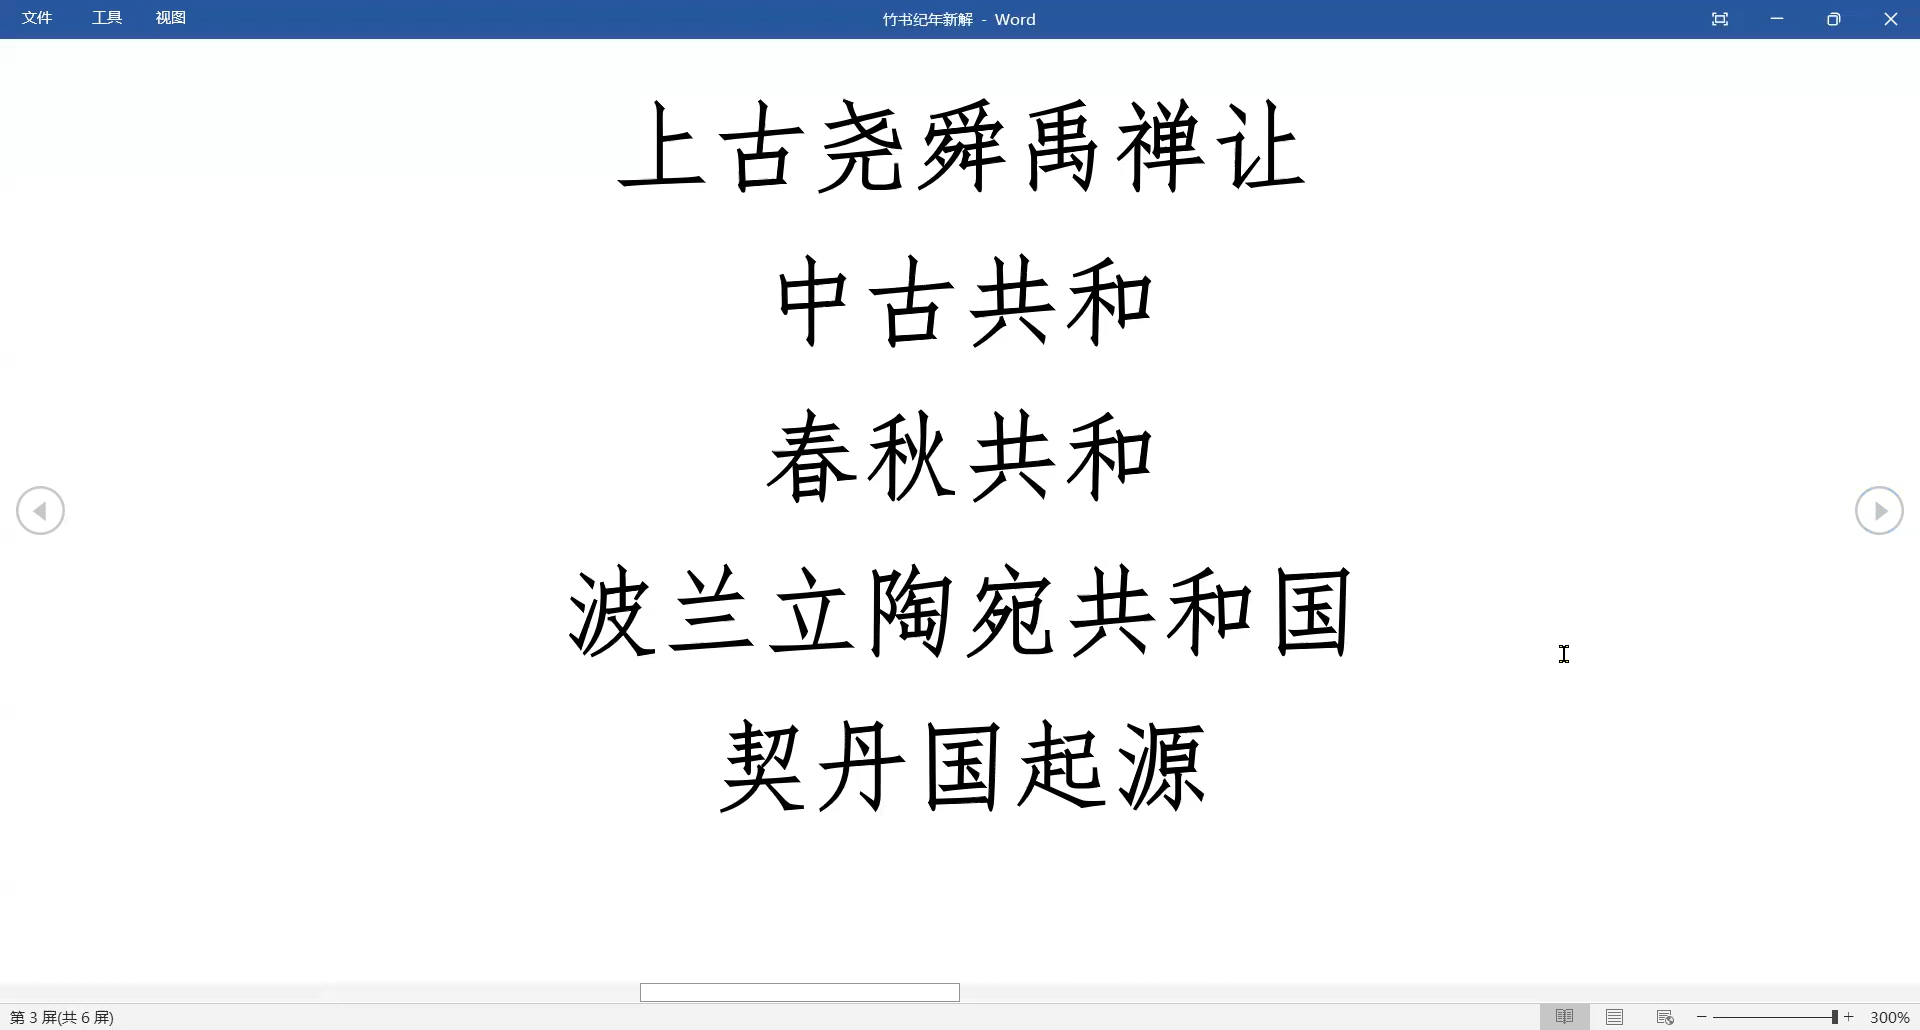 文件 工具 视图 竹书纪年新解 - Word
上古尧舜禹禅让
中古共和
春秋共和
波兰立陶宛共和国
契丹国起源
第 3 屏(共 6 屏) 300%